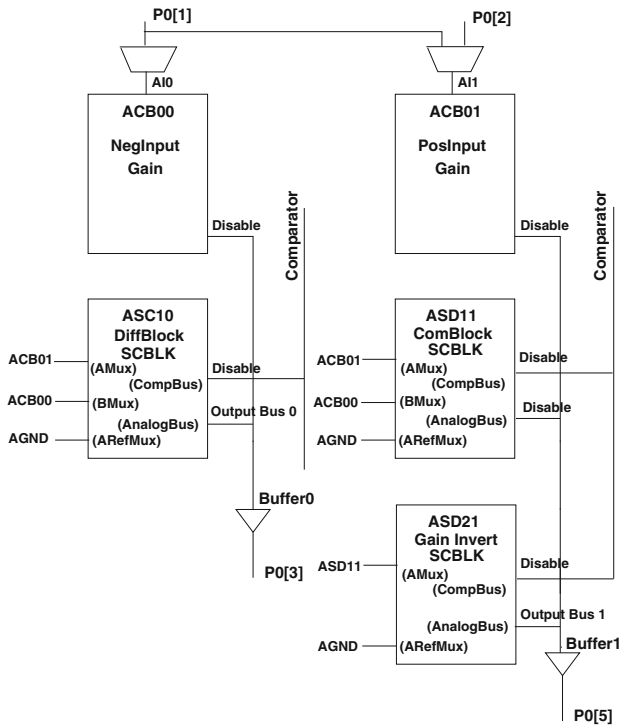 P0[1]
P0[2]
AI0
AI1
ACB00
NegInput
Gain
Disable
Comparator
ACB01
PosInput
Gain
Disable
Comparator
ASC10
DiffBlock
SCBLK
ACB01
(AMux)
(CompBus)
Disable
ACB00
(BMux)
(AnalogBus)
Output Bus 0
AGND
(ARefMux)
Buffer0
P0[3]
ASD11
ComBlock
SCBLK
ACB01
(AMux)
(CompBus)
Disable
ACB00
(BMux)
(AnalogBus)
Disable
AGND
(ARefMux)
ASD21
Gain Invert
SCBLK
ASD11
(AMux)
(CompBus)
Disable
(AnalogBus)
Output Bus 1
AGND
(ARefMux)
Buffer1
P0[5]